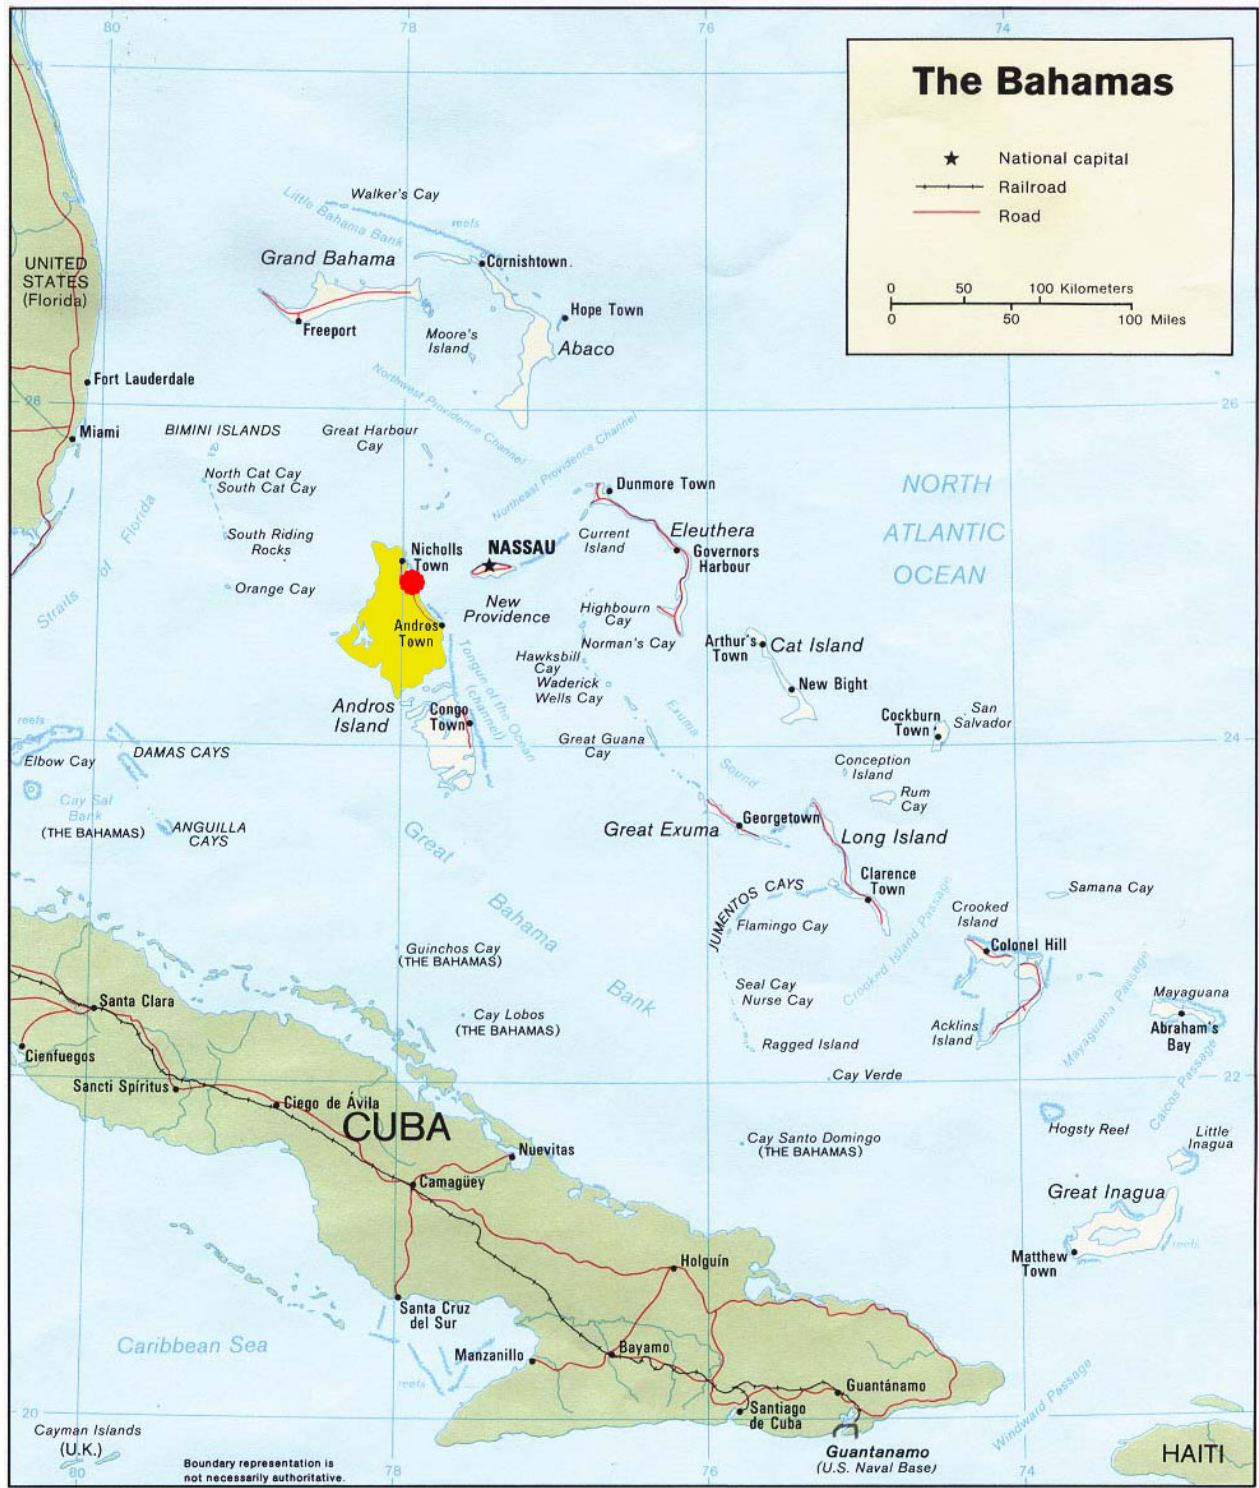 80
78
76
74
28
The Bahamas
National capital
Railroad
Road
0 50 100 Kilometers
0 50 100 Miles
Walker's Cay
Little Bahama Bank
reefs
UNITED
STATES
(Florida)
Grand Bahama
Cornishtown.
Freeport
Hope Town
Moore's
Island
Abaco
Fort Lauderdale
26
26
Northwest Providence Channel
Miami
BIMINI ISLANDS
Great Harbour
Cay
Northeast Providence Channel
North Cat Cay
South Cat Cay
Dunmore Town
NORTH
ATLANTIC
OCEAN
Straits of Florida
South Riding
Rocks
Current
Island
Eleuthera
Governors
Harbour
Nicholls
Town
NASSAU
Orange Cay
New
Providence
Highbourn
Cay
Andros
Town
Norman's Cay
Arthur's
Town
Cat Island
Tongue of the Ocean
(channel)
Hawksbill
Cay
Waderick
Wells Cay
New Bight
Andros
Island
Congo
Town
Exuma
Sound
Cockburn
Town
San
Salvador
reefs
Elbow Cay
DAMAS CAYS
Great Guana
Cay
24
Conception
Island
Rum
Cay
Cay Sal
Bank
(THE BAHAMAS)
ANGUILLA
CAYS
Great Exuma
Georgetown
Long Island
Great
Bahama
Bank
Clarence
Town
JUMENTOS CAYS
Flamingo Cay
Crooked Island Passage
Samana Cay
Crooked
Island
Colonel Hill
Guinchos Cay
(THE BAHAMAS)
Seal Cay
Nurse Cay
Mayaguana Passage
Mayaguana
Abraham's
Bay
Santa Clara
Cay Lobos
(THE BAHAMAS)
Acklins
Island
Ragged Island
Cienfuegos
Sancti Spíritus
Cay Verde
22
Caicos Passage
Ciego de Ávila
CUBA
Hogsty Reef
Little
Inagua
Cay Santo Domingo
(THE BAHAMAS)
Nuevitas
Camagüey
Great Inagua
reefs
Matthew
Town
Holguín
Santa Cruz
del Sur
Caribbean Sea
Manzanillo
Bayamo
reefs
Guantánamo
Santiago
de Cuba
Windward Passage
20
20
Cayman Islands
(U.K.)
Guantanamo
(U.S. Naval Base)
HAITI
Boundary representation is
not necessarily authoritative.
80
78
76
74